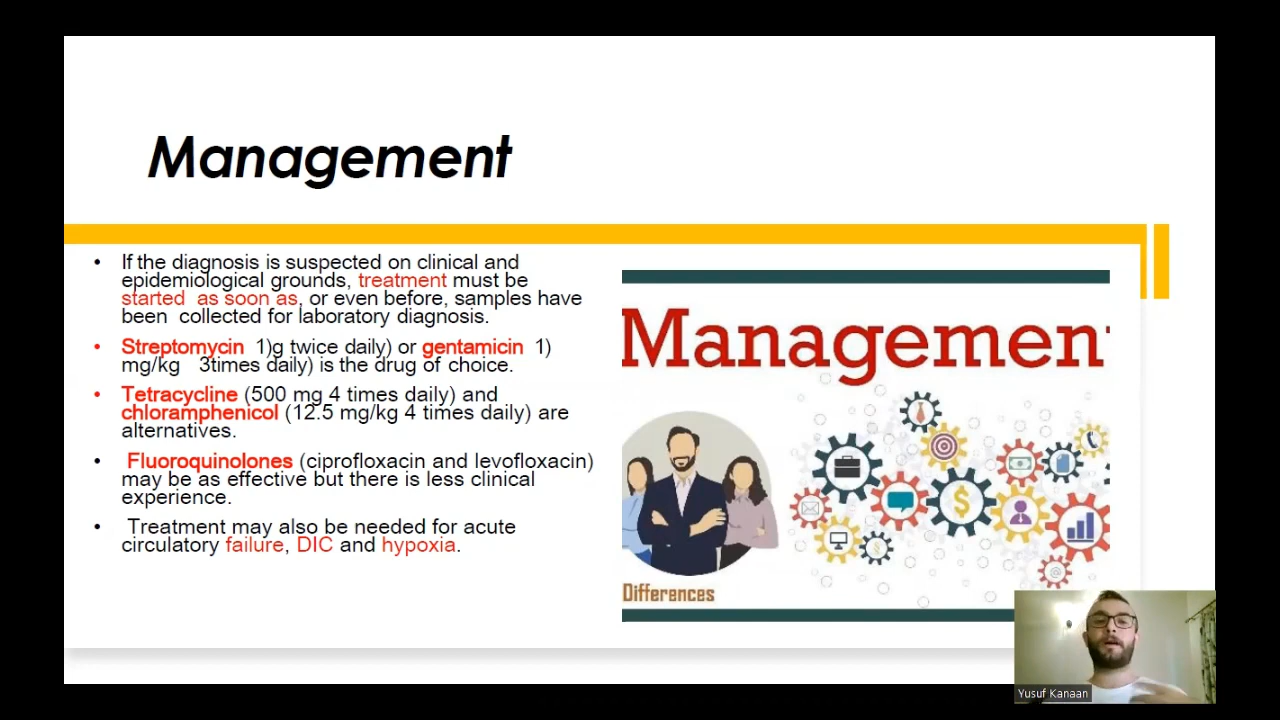 Management
• If the diagnosis is suspected on clinical and
epidemiological grounds, treatment must be
started as soon as, or even before, samples have
been collected for laboratory diagnosis.
• Streptomycin 1)g twice daily) or gentamicin 1)
mg/kg 3times daily) is the drug of choice.
• Tetracycline (500 mg 4 times daily) and
chloramphenicol (12.5 mg/kg 4 times daily) are
alternatives.
• Fluoroquinolones (ciprofloxacin and levofloxacin)
may be as effective but there is less clinical
experience.
• Treatment may also be needed for acute
circulatory failure, DIC and hypoxia.
Managemen
$
$
@
Differences
Yusuf Kanaan